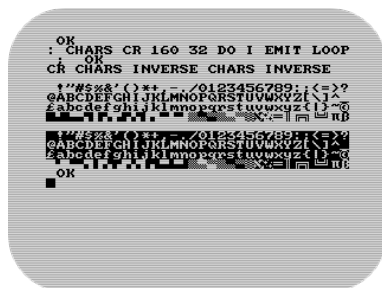 OK
: CHARS CR 160 32 DO I EMIT LOOP
;  OK
CR CHARS INVERSE CHARS INVERSE
!"#$%&'()*+,-./0123456789:;<=>?
@ABCDEFGHIJKLMNOPQRSTUVWXYZ[\]^_
£abcdefghijklmnopqrstuvwxyz{|}~©
π
!"#$%&'()*+,-./0123456789:;<=>?
@ABCDEFGHIJKLMNOPQRSTUVWXYZ[\]^_
£abcdefghijklmnopqrstuvwxyz{|}~©
π
OK